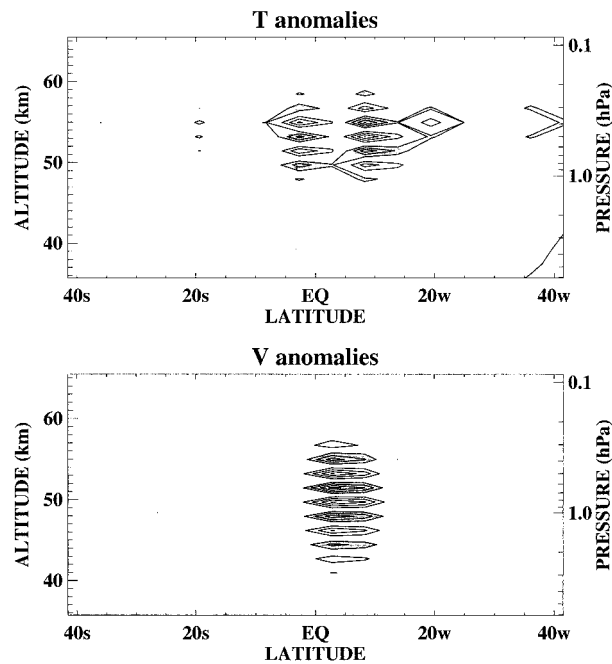 T anomalies
ALTITUDE (km)
60
50
40
0.1
1.0
PRESSURE (hPa)
40s 20s EQ 20w 40w
LATITUDE
V anomalies
ALTITUDE (km)
60
50
40
0.1
1.0
PRESSURE (hPa)
40s 20s EQ 20w 40w
LATITUDE